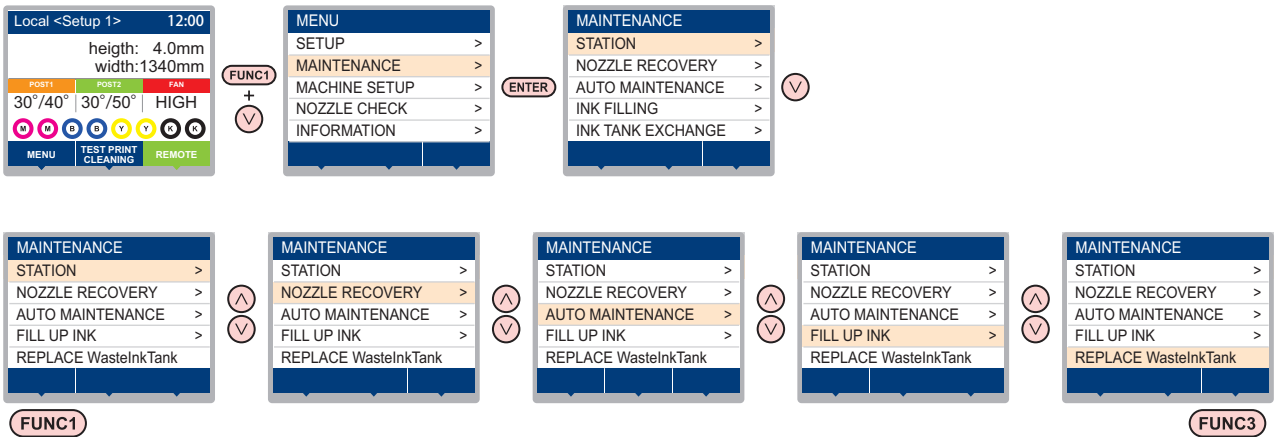 Local <Setup 1> 12:00
heigth: 4.0mm
width:1340mm
POST1 POST2 FAN
30°/40° 30°/50° HIGH
M M B B Y Y K K
MENU TEST PRINT CLEANING REMOTE
FUNC1
+
MENU
SETUP >
MAINTENANCE >
MACHINE SETUP >
NOZZLE CHECK >
INFORMATION >
ENTER
MAINTENANCE
STATION >
NOZZLE RECOVERY >
AUTO MAINTENANCE >
INK FILLING >
INK TANK EXCHANGE >
MAINTENANCE
STATION >
NOZZLE RECOVERY >
AUTO MAINTENANCE >
FILL UP INK >
REPLACE WasteInkTank
FUNC1
MAINTENANCE
STATION >
NOZZLE RECOVERY >
AUTO MAINTENANCE >
FILL UP INK >
REPLACE WasteInkTank
MAINTENANCE
STATION >
NOZZLE RECOVERY >
AUTO MAINTENANCE >
FILL UP INK >
REPLACE WasteInkTank
MAINTENANCE
STATION >
NOZZLE RECOVERY >
AUTO MAINTENANCE >
FILL UP INK >
REPLACE WasteInkTank
MAINTENANCE
STATION >
NOZZLE RECOVERY >
AUTO MAINTENANCE >
FILL UP INK >
REPLACE WasteInkTank
FUNC3